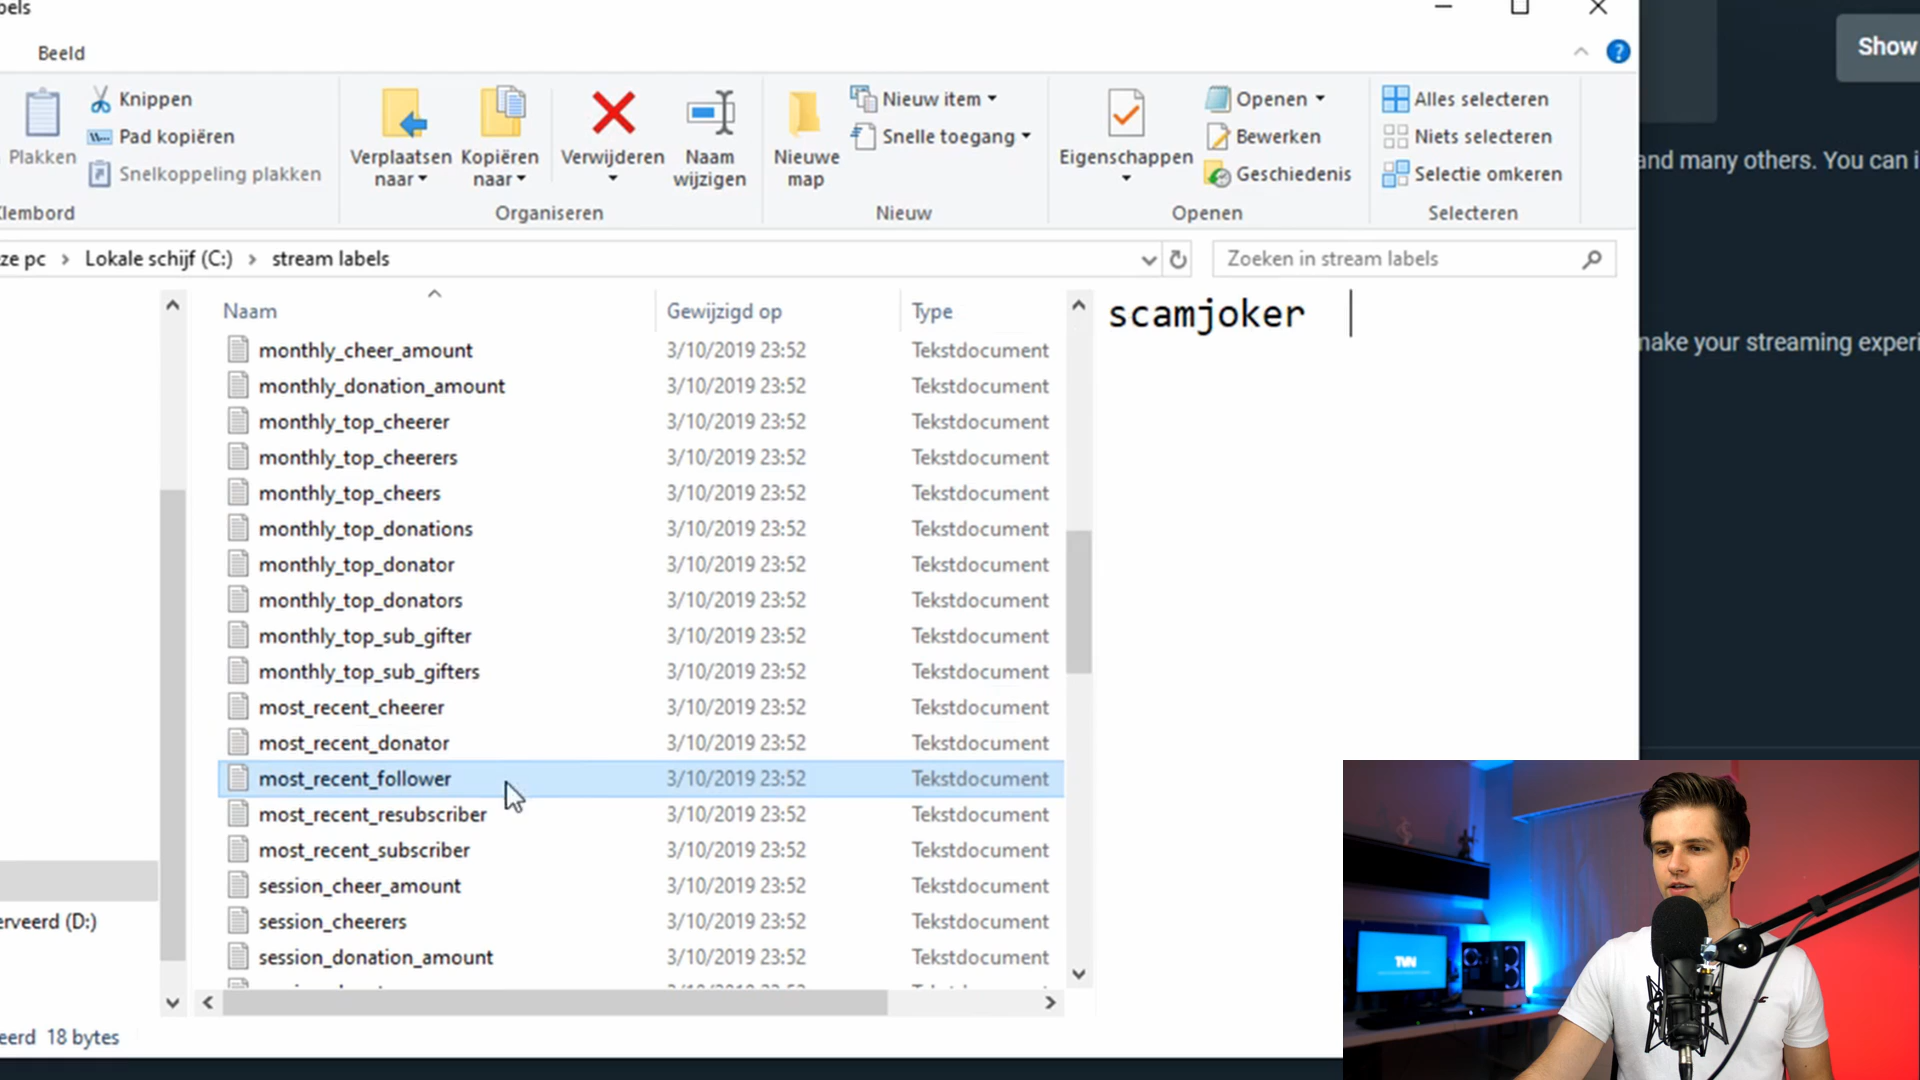 bels
Beeld
Show
Plakken
Knippen
Pad kopiëren
Snelkoppeling plakken
Verplaatsen naar
Kopiëren naar
Verwijderen
Naam wijzigen
Nieuwe map
Nieuw item
Snelle toegang
Eigenschappen
Openen
Bewerken
Geschiedenis
Alles selecteren
Niets selecteren
Selectie omkeren
lembord
Organiseren
Nieuw
Openen
Selecteren
and many others. You can i
make your streaming experi
ze pc > Lokale schijf (C:) > stream labels
Zoeken in stream labels
Naam Gewijzigd op Type
monthly_cheer_amount 3/10/2019 23:52 Tekstdocument
monthly_donation_amount 3/10/2019 23:52 Tekstdocument
monthly_top_cheerer 3/10/2019 23:52 Tekstdocument
monthly_top_cheerers 3/10/2019 23:52 Tekstdocument
monthly_top_cheers 3/10/2019 23:52 Tekstdocument
monthly_top_donations 3/10/2019 23:52 Tekstdocument
monthly_top_donator 3/10/2019 23:52 Tekstdocument
monthly_top_donators 3/10/2019 23:52 Tekstdocument
monthly_top_sub_gifter 3/10/2019 23:52 Tekstdocument
monthly_top_sub_gifters 3/10/2019 23:52 Tekstdocument
most_recent_cheerer 3/10/2019 23:52 Tekstdocument
most_recent_donator 3/10/2019 23:52 Tekstdocument
most_recent_follower 3/10/2019 23:52 Tekstdocument
most_recent_resubscriber 3/10/2019 23:52 Tekstdocument
most_recent_subscriber 3/10/2019 23:52 Tekstdocument
session_cheer_amount 3/10/2019 23:52 Tekstdocument
session_cheerers 3/10/2019 23:52 Tekstdocument
session_donation_amount 3/10/2019 23:52 Tekstdocument
scamjoker
erveerd (D:)
eerd 18 bytes
TVN